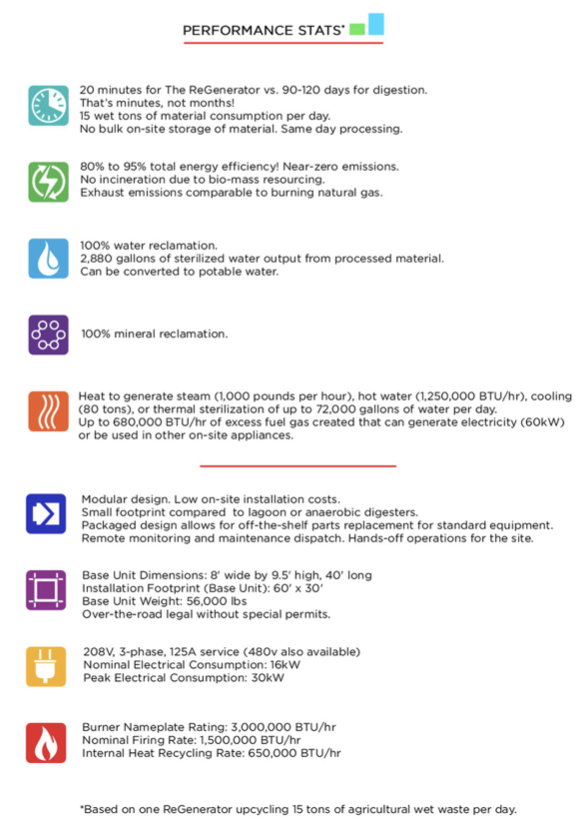 PERFORMANCE STATS*
20 minutes for The ReGenerator vs. 90-120 days for digestion.
That's minutes, not months!
15 wet tons of material consumption per day.
No bulk on-site storage of material. Same day processing.
80% to 95% total energy efficiency! Near-zero emissions.
No incineration due to bio-mass resourcing.
Exhaust emissions comparable to burning natural gas.
100% water reclamation.
2,880 gallons of sterilized water output from processed material.
Can be converted to potable water.
100% mineral reclamation.
Heat to generate steam (1,000 pounds per hour), hot water (1,250,000 BTU/hr), cooling
(80 tons), or thermal sterilization of up to 72,000 gallons of water per day.
Up to 680,000 BTU/hr of excess fuel gas created that can generate electricity (60kW)
or be used in other on-site appliances.
Modular design. Low on-site installation costs.
Small footprint compared to lagoon or anaerobic digesters.
Packaged design allows for off-the-shelf parts replacement for standard equipment.
Remote monitoring and maintenance dispatch. Hands-off operations for the site.
Base Unit Dimensions: 8' wide by 9.5' high, 40' long
Installation Footprint (Base Unit): 60' x 30'
Base Unit Weight: 56,000 lbs
Over-the-road legal without special permits.
208V, 3-phase, 125A service (480v also available)
Nominal Electrical Consumption: 16kW
Peak Electrical Consumption: 30kW
Burner Nameplate Rating: 3,000,000 BTU/hr
Nominal Firing Rate: 1,500,000 BTU/hr
Internal Heat Recycling Rate: 650,000 BTU/hr
*Based on one ReGenerator upcycling 15 tons of agricultural wet waste per day.